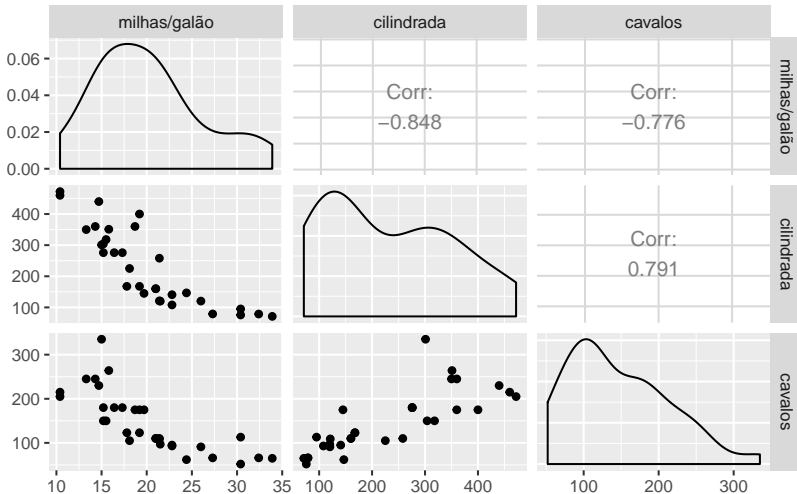 milhas/galão cilindrada cavalos
0.06
0.04
0.02
0.00
Corr:
−0.848
Corr:
−0.776
milhas/galão
400
300
200
100
Corr:
0.791
cilindrada
300
200
100
cavalos
10 15 20 25 30 35 100 200 300 400 100 200 300